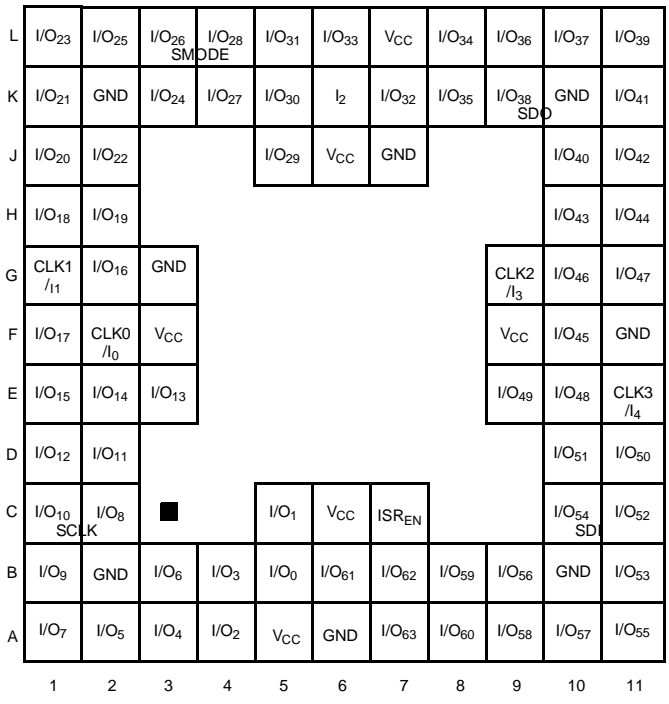 L I/O23 I/O25 I/O26 I/O28 I/O31 I/O33 VCC I/O34 I/O36 I/O37 I/O39
SMODE
K I/O21 GND I/O24 I/O27 I/O30 I2 I/O32 I/O35 I/O38 GND I/O41
SDO
J I/O20 I/O22 I/O29 VCC GND I/O40 I/O42
H I/O18 I/O19 I/O43 I/O44
G CLK1 /I1 I/O16 GND CLK2 /I3 I/O46 I/O47
F I/O17 CLK0 /I0 VCC VCC I/O45 GND
E I/O15 I/O14 I/O13 I/O49 I/O48 CLK3 /I4
D I/O12 I/O11 I/O51 I/O50
C I/O10 I/O8 I/O1 VCC ISREN I/O54 I/O52
SCLK SDI
B I/O9 GND I/O6 I/O3 I/O0 I/O61 I/O62 I/O59 I/O56 GND I/O53
A I/O7 I/O5 I/O4 I/O2 VCC GND I/O63 I/O60 I/O58 I/O57 I/O55
1 2 3 4 5 6 7 8 9 10 11